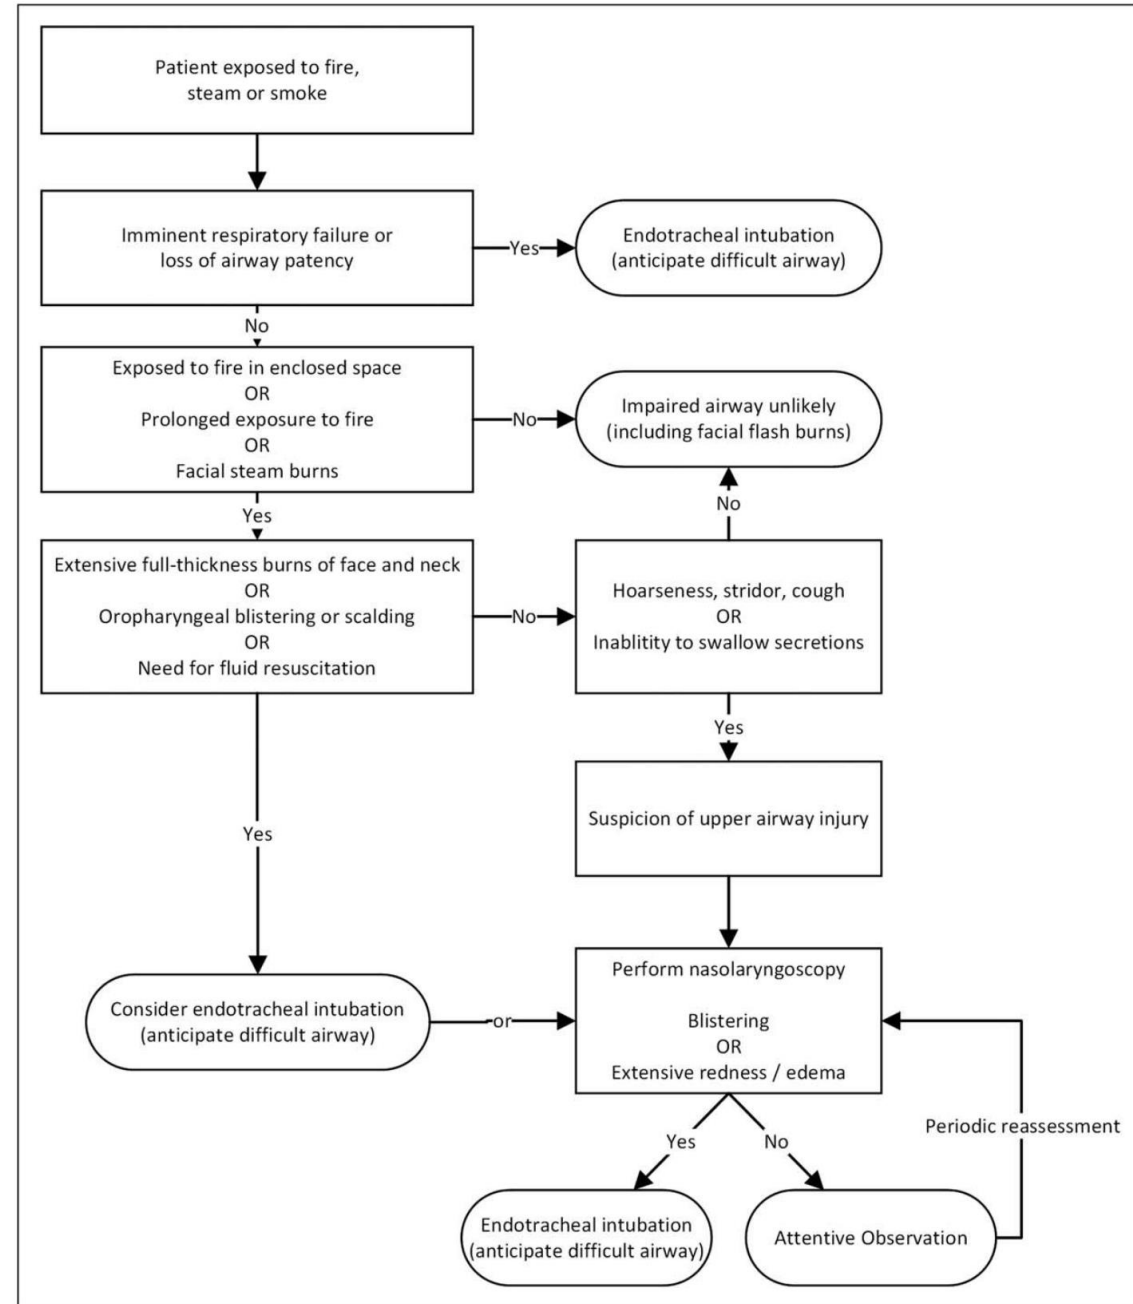 Patient exposed to fire,
steam or smoke
Imminent respiratory failure or
loss of airway patency
Yes
Endotracheal intubation
(anticipate difficult airway)
No
Exposed to fire in enclosed space
OR
Prolonged exposure to fire
OR
Facial steam burns
No
Impaired airway unlikely
(including facial flash burns)
Yes
No
Extensive full-thickness burns of face and neck
OR
Oropharyngeal blistering or scalding
OR
Need for fluid resuscitation
No
Hoarseness, stridor, cough
OR
Inablitity to swallow secretions
Yes
Suspicion of upper airway injury
Yes
Consider endotracheal intubation
(anticipate difficult airway)
or
Perform nasolaryngoscopy
Blistering
OR
Extensive redness / edema
Periodic reassessment
Yes
No
Endotracheal intubation
(anticipate difficult airway)
Attentive Observation